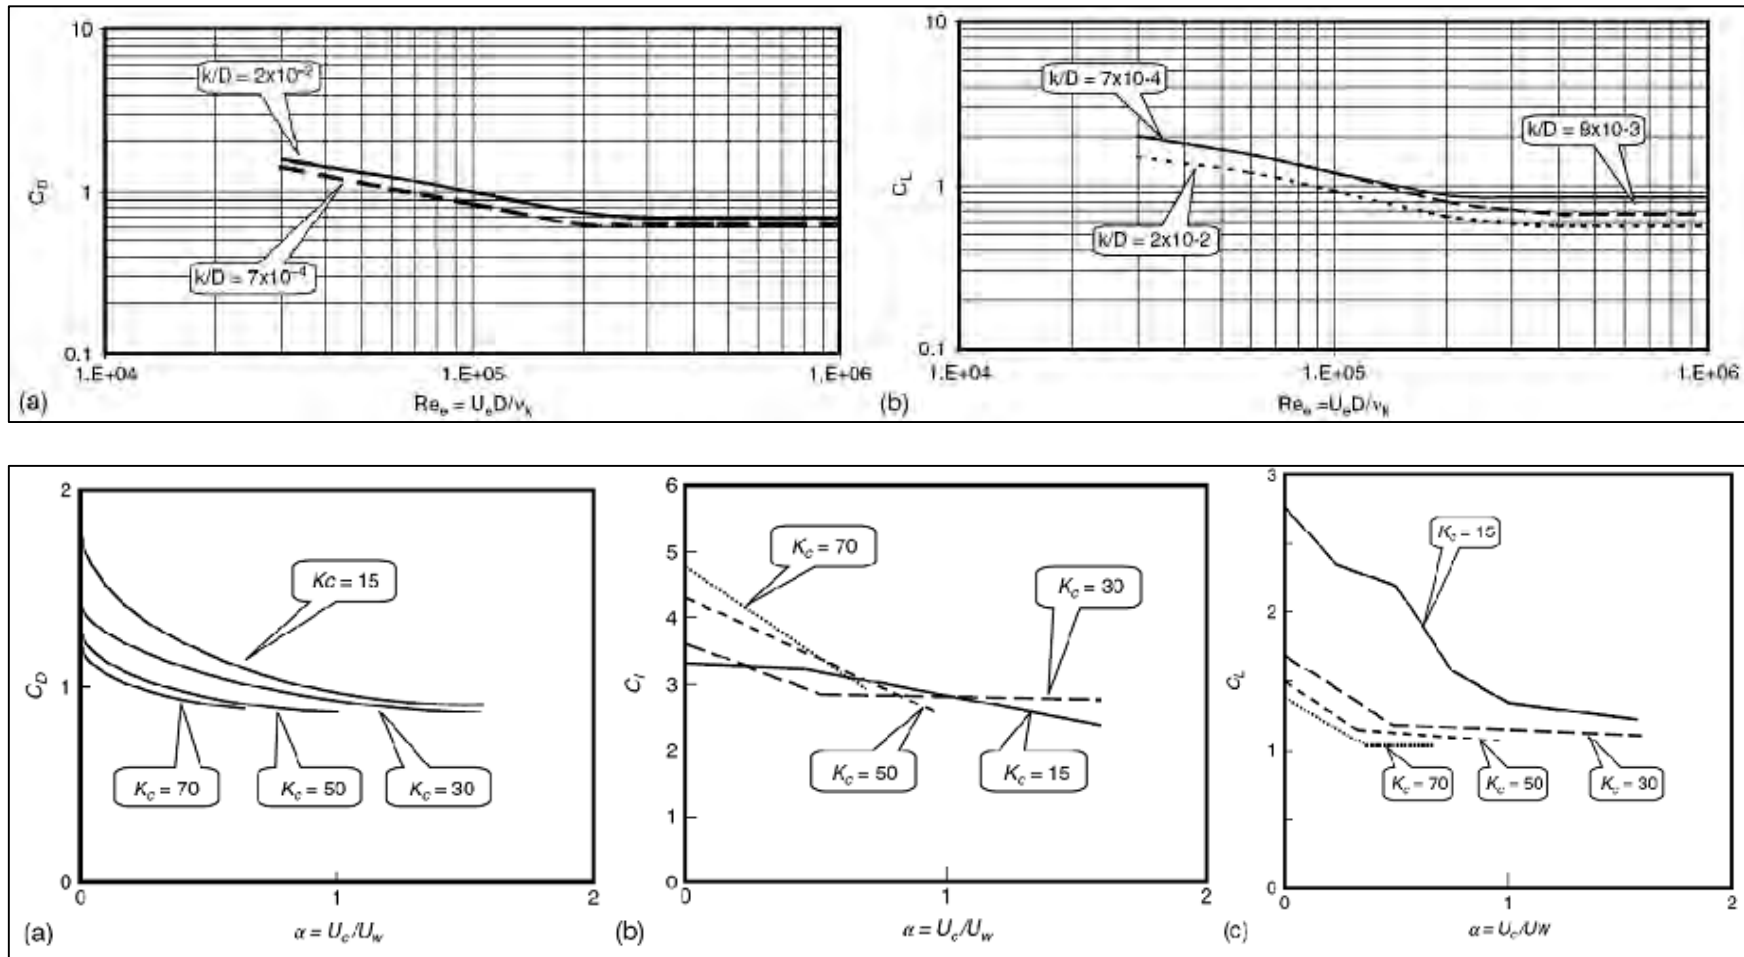 10
k/D = 2x10⁻²
C_D
1
k/D = 7x10⁻⁴
0.1
1.E+04
1.E+05
1.E+06
(a)
Re_e = U_eD/ν_k
10
k/D = 7x10-4
k/D = 8x10-3
C_L
1
k/D = 2x10-2
0.1
1.E+04
1.E+05
1.E+06
(b)
Re_e =U_eD/ν_k
2
Kc = 15
C_D
1
K_c = 70
K_c = 50
K_c = 30
0
0
1
2
(a)
α = U_c/U_w
6
K_c = 70
5
K_c = 30
4
C_I
3
2
K_c = 50
K_c = 15
1
0
0
1
2
(b)
α = U_c/U_w
3
K_c = 15
2
C_L
1
K_c = 70
K_c = 50
K_c = 30
0
0
1
2
(c)
α = U_c/UW